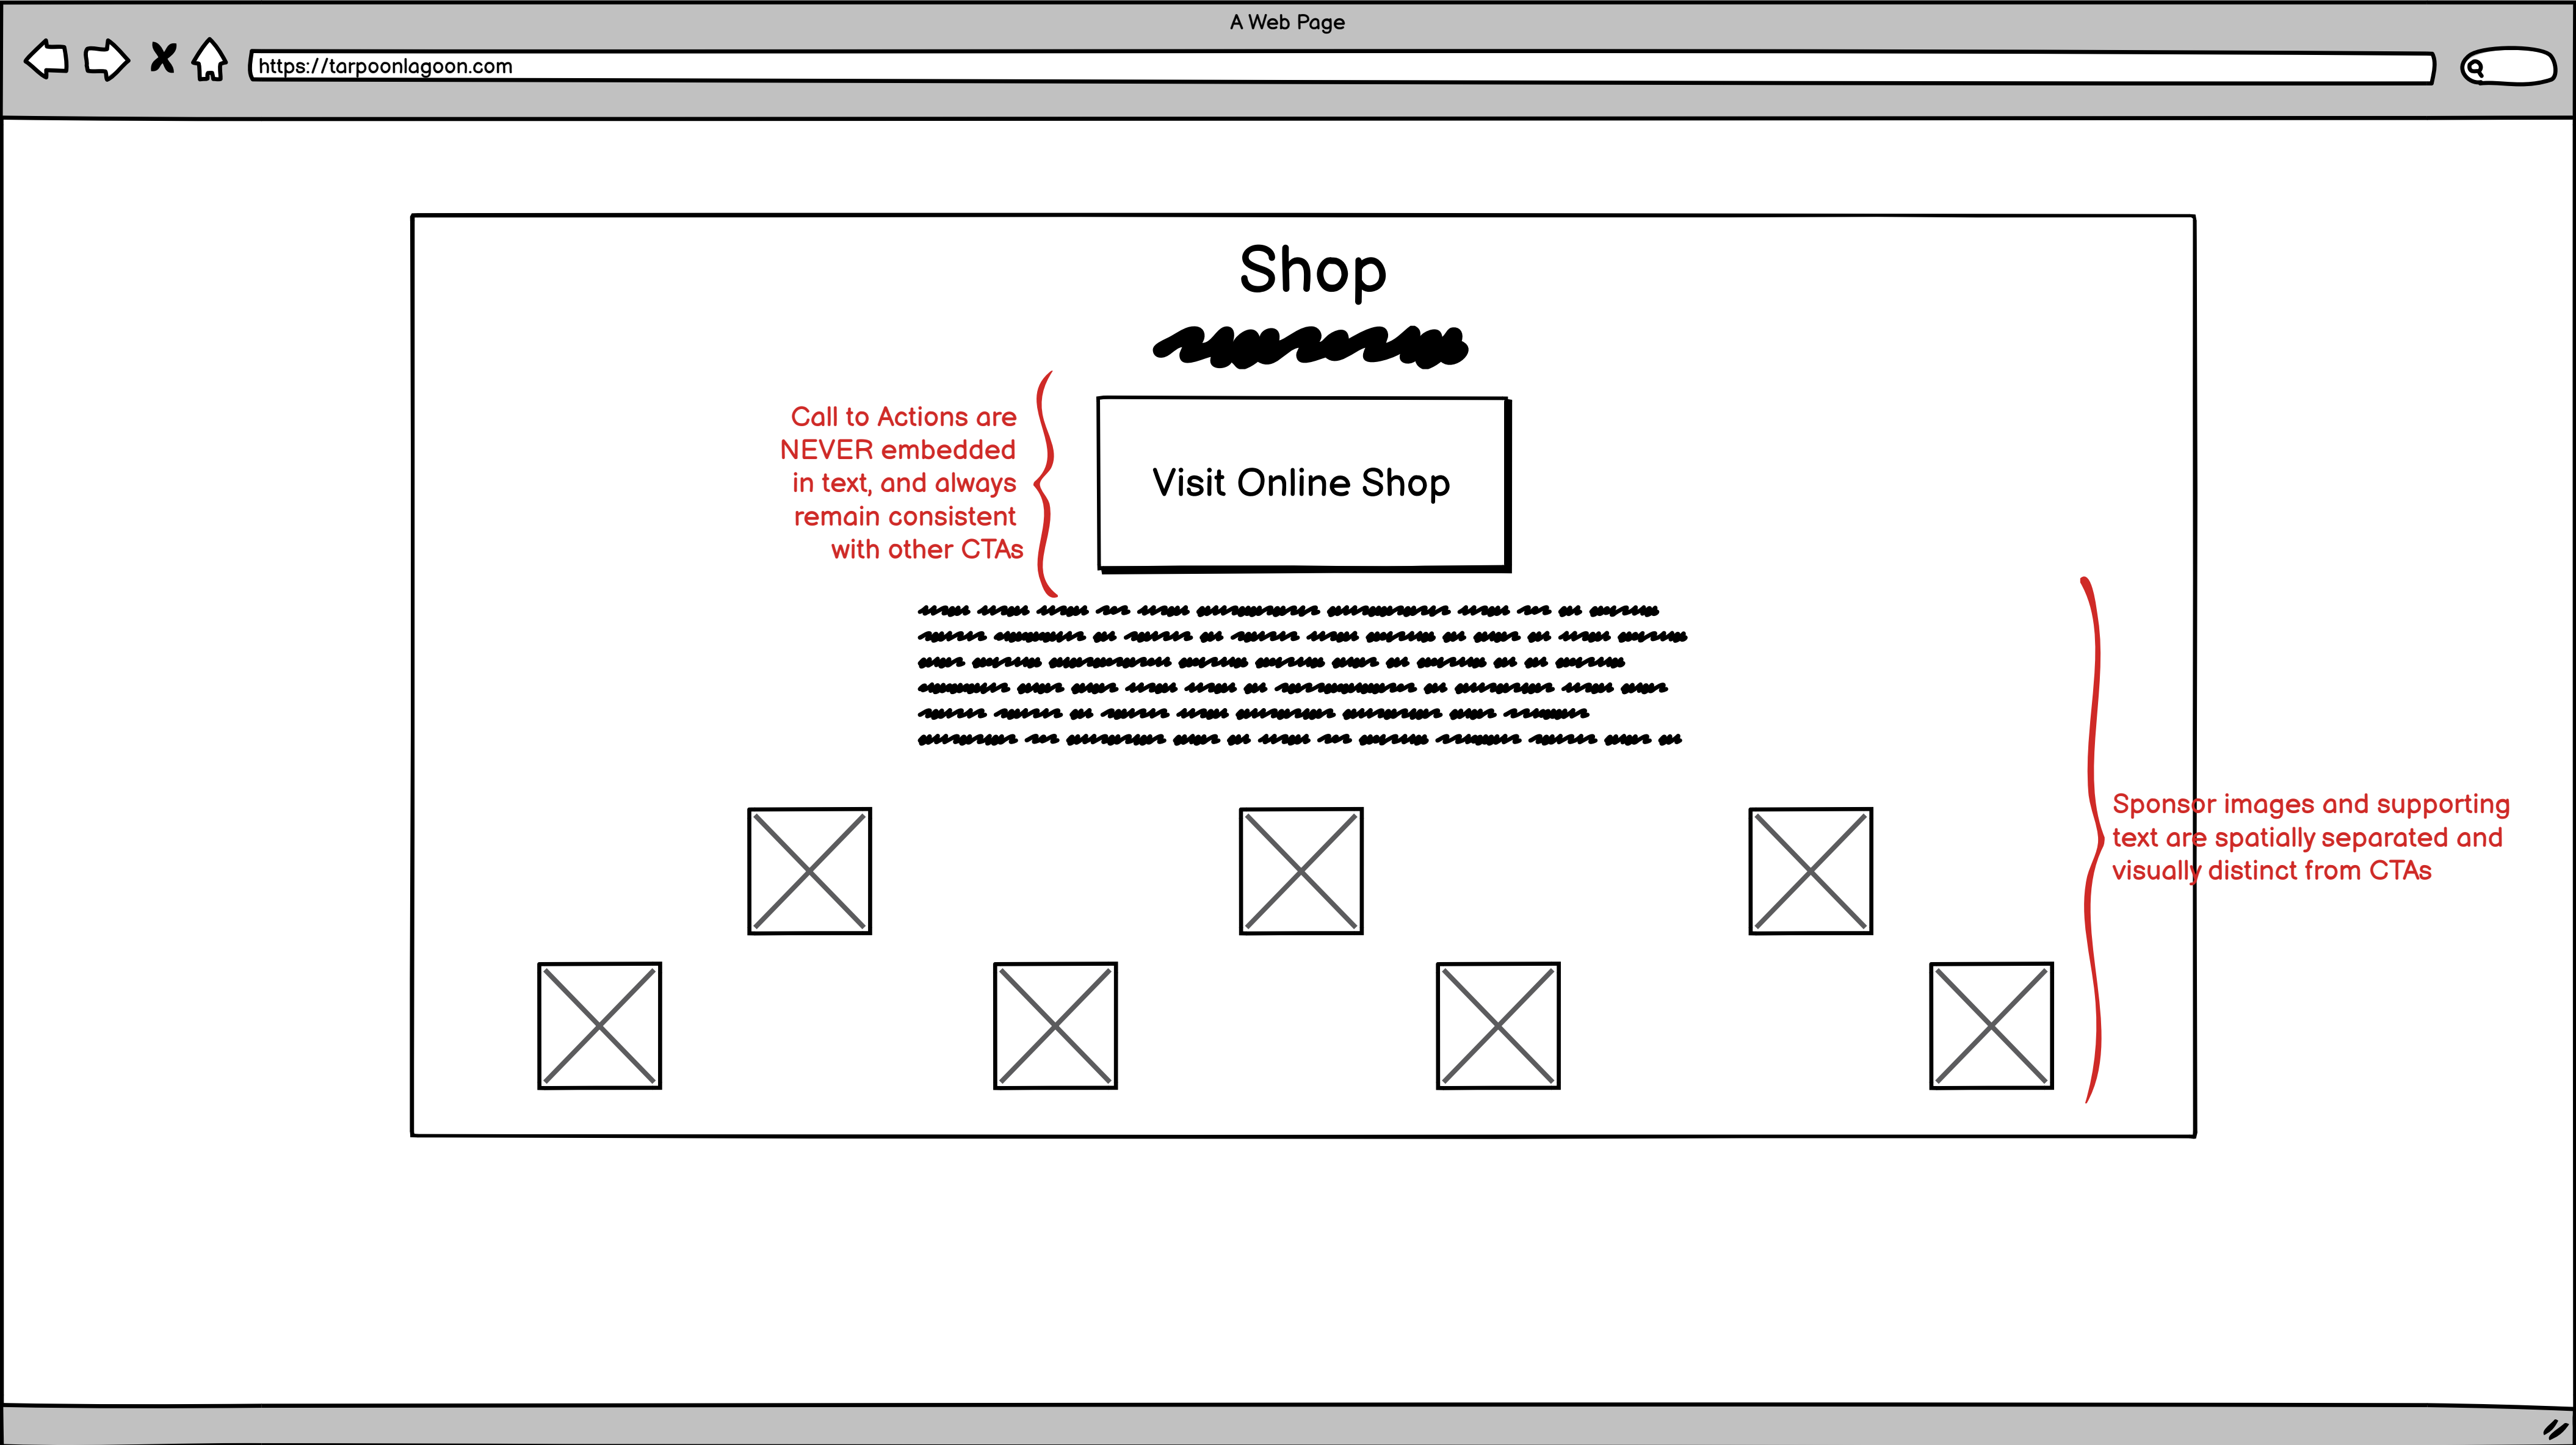 A Web Page
https://tarpoonlagoon.com
Shop
Call to Actions are
NEVER embedded
in text, and always
remain consistent
with other CTAs
Visit Online Shop
Sponsor images and supporting
text are spatially separated and
visually distinct from CTAs